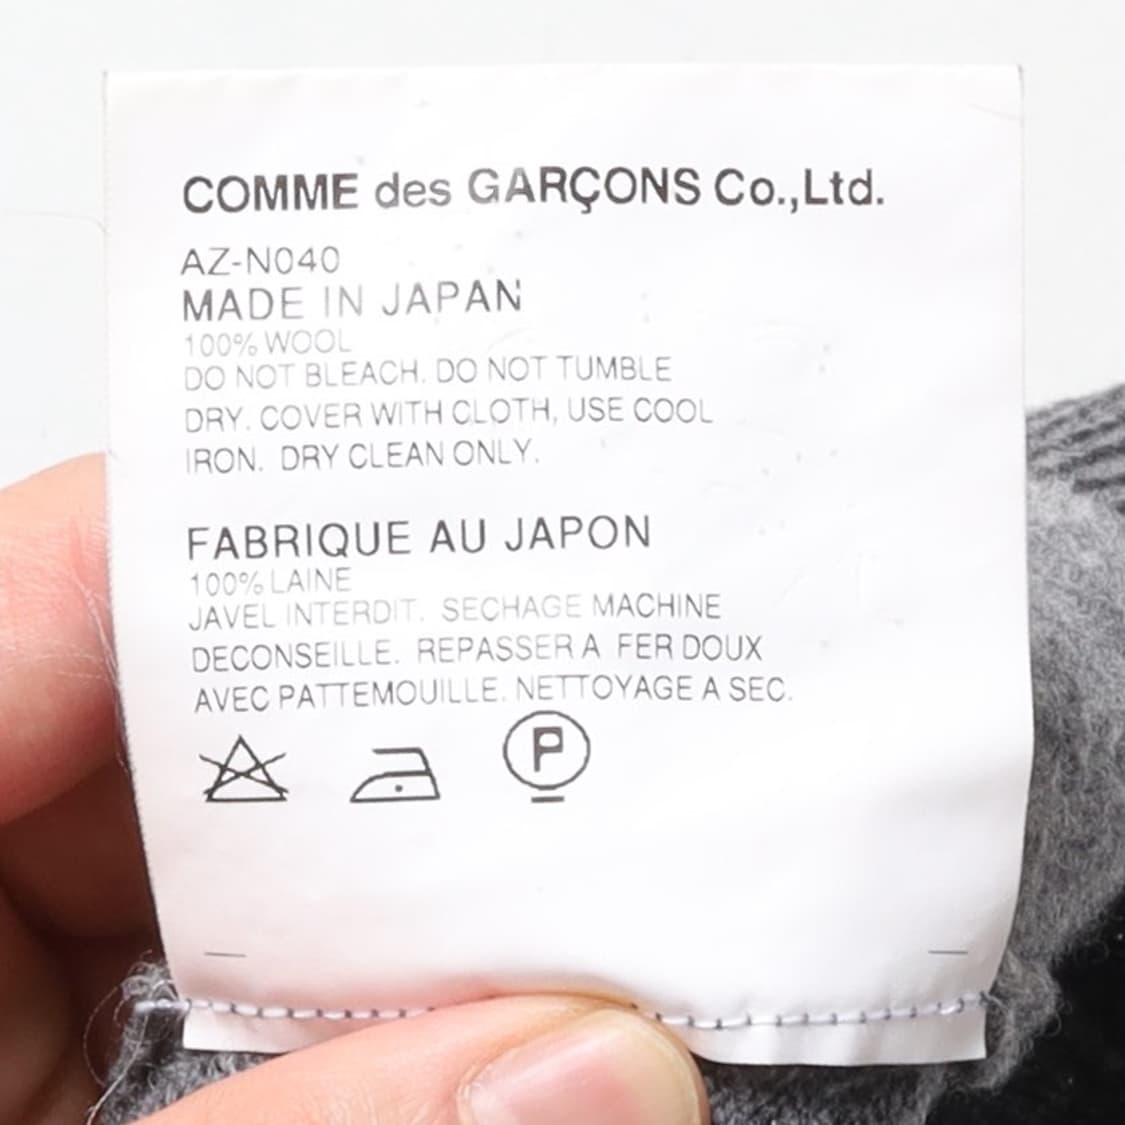 COMME des GARÇONS Co.,Ltd.
AZ-N040
MADE IN JAPAN
100% WOOL
DO NOT BLEACH. DO NOT TUMBLE
DRY. COVER WITH CLOTH, USE COOL
IRON. DRY CLEAN ONLY.
FABRIQUE AU JAPON
100% LAINE
JAVEL INTERDIT. SECHAGE MACHINE
DECONSEILLE. REPASSER A FER DOUX
AVEC PATTEMOUILLE. NETTOYAGE A SEC.
P